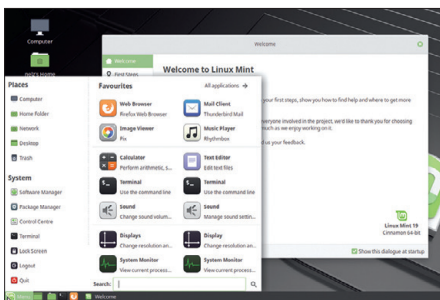 Computer
neil's Home
Welcome
Welcome
First Steps
Welcome to Linux Mint
your first steps, show you how to find help and where to get more
everyone involved in the project, we'd like to thank you for choosing
much as we enjoy working on it.
us your feedback.
Linux Mint 19
Cinnamon 64-bit
Show this dialogue at startup
Places
Computer
Home Folder
Network
Desktop
Trash
System
Software Manager
Package Manager
Control Centre
Terminal
Lock Screen
Logout
Quit
Favourites
All applications
Web Browser
Firefox Web Browser
Mail Client
Thunderbird Mail
Image Viewer
Pix
Music Player
Rhythmbox
Calculator
Perform arithmetic, s...
Text Editor
Edit text files
Terminal
Use the command line
Terminal
Use the command line
Sound
Change sound volum...
Sound
Manage sound settin...
Displays
Change resolution an...
Display
Change resolution an...
System Monitor
View current process...
System Monitor
View current process...
Search:
Menu
Welcome